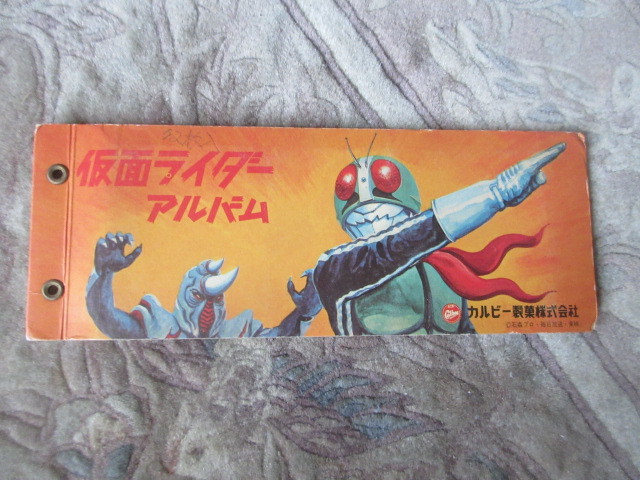 仮面ライダー
アルバム
カルビー製菓株式会社